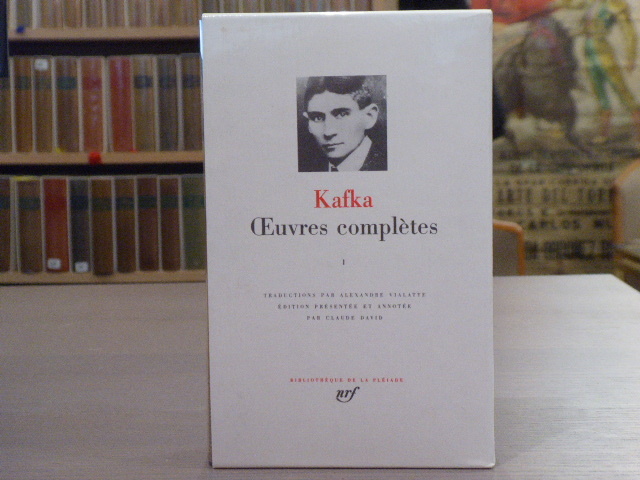 Kafka
Œuvres complètes
I
TRADUCTIONS PAR ALEXANDRE VIALATTE
ÉDITION PRÉSENTÉE ET ANNOTÉE
PAR CLAUDE DAVID
BIBLIOTHÈQUE DE LA PLÉIADE
nrf